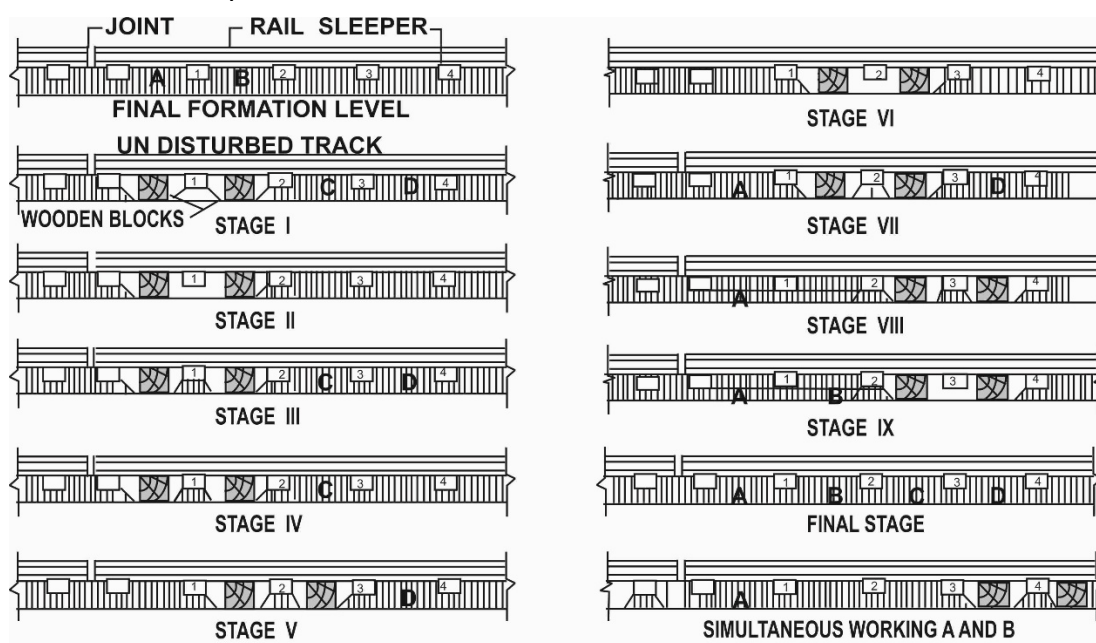 JOINT RAIL SLEEPER
A 1 B 2 3 4
FINAL FORMATION LEVEL
UN DISTURBED TRACK
1 2 C 3 D 4
WOODEN BLOCKS
STAGE I
1 2 3 4
STAGE II
1 2 C 3 D 4
STAGE III
1 2 C 3 4
STAGE IV
1 2 3 D 4
STAGE V
1 2 3 4
STAGE VI
A 1 2 3 D 4
STAGE VII
A 1 2 3 4
STAGE VIII
A 1 B 2 3 4
STAGE IX
A 1 B 2 C 3 D 4
FINAL STAGE
A 1 2 3 4
SIMULTANEOUS WORKING A AND B